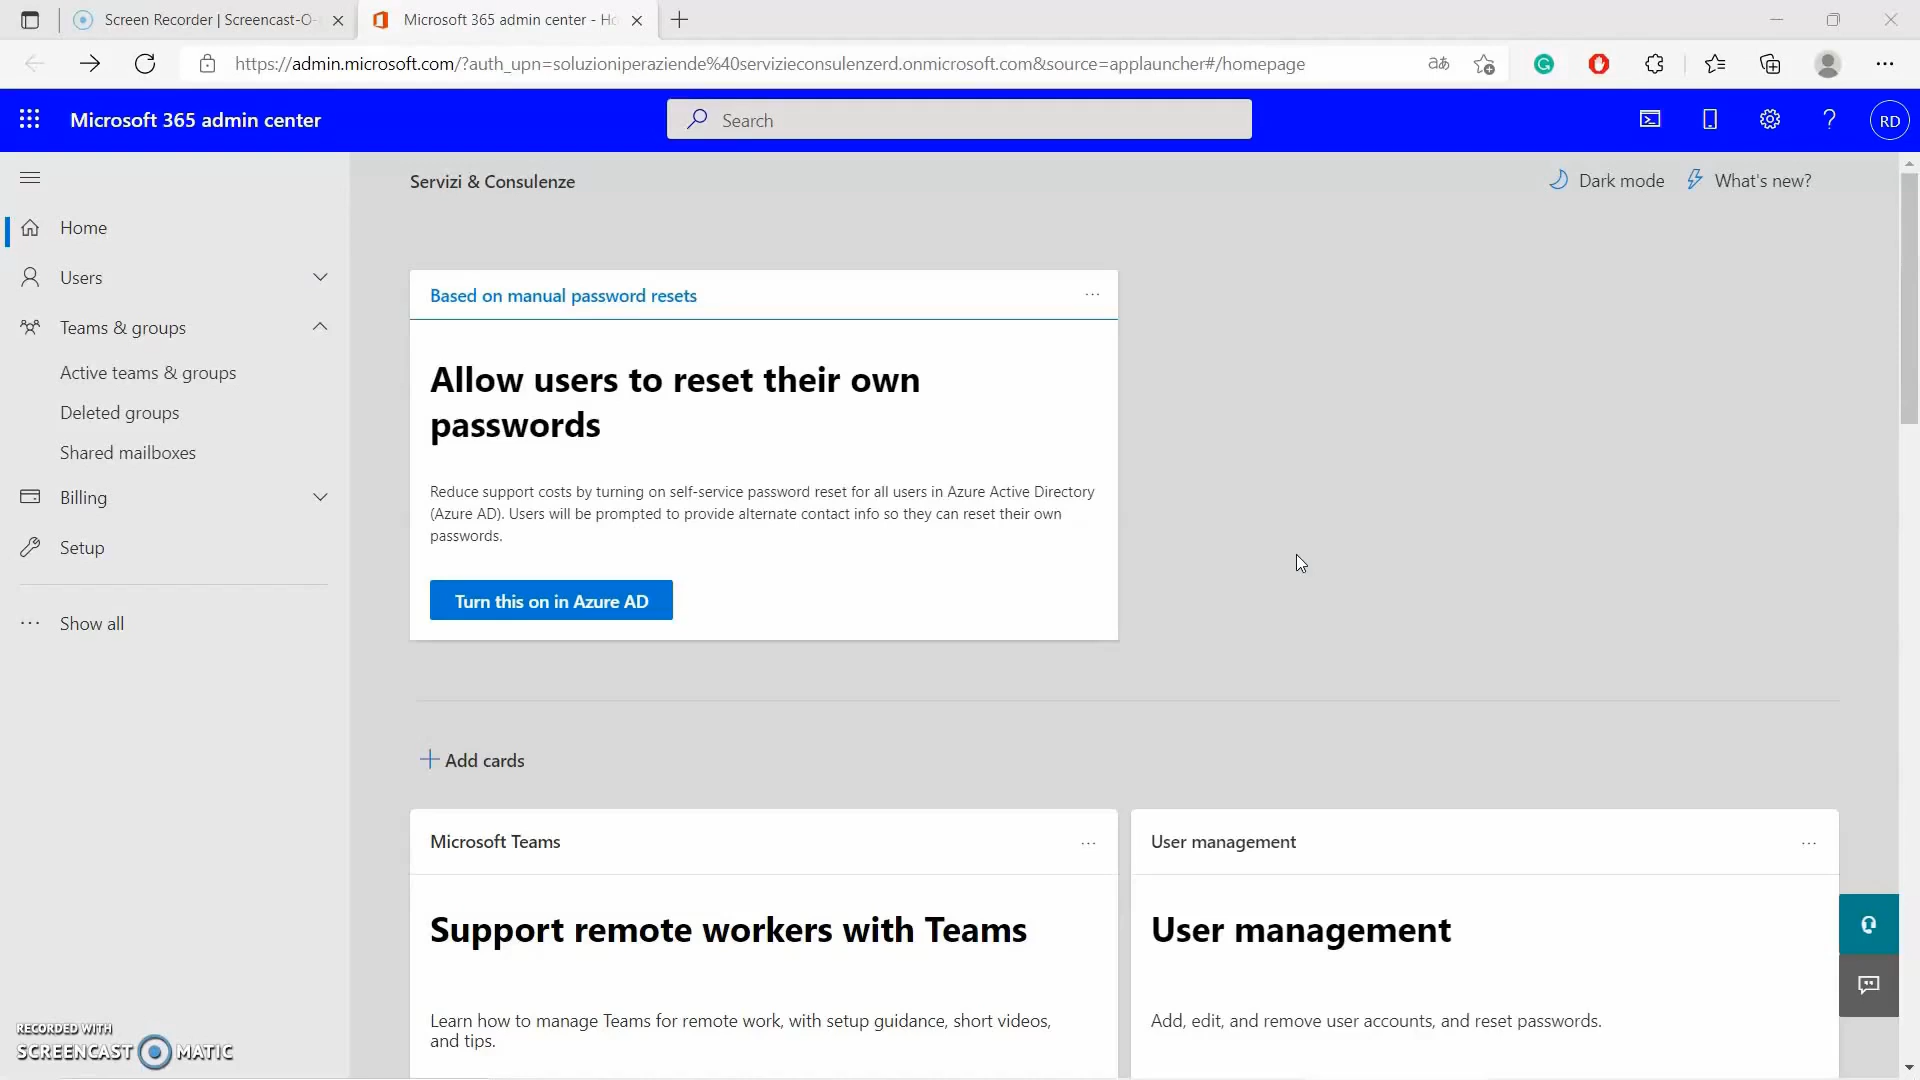 Screen Recorder | Screencast-O-
Microsoft 365 admin center - Ho
https://admin.microsoft.com/?auth_upn=soluzioniperaziende%40servizieconsulenzerd.onmicrosoft.com&source=applauncher#/homepage
Microsoft 365 admin center
Search
RD
Servizi & Consulenze
Dark mode
What's new?
Home
Users
Teams & groups
Active teams & groups
Deleted groups
Shared mailboxes
Billing
Setup
Show all
Based on manual password resets
Allow users to reset their own
passwords
Reduce support costs by turning on self-service password reset for all users in Azure Active Directory
(Azure AD). Users will be prompted to provide alternate contact info so they can reset their own
passwords.
Turn this on in Azure AD
Add cards
Microsoft Teams
Support remote workers with Teams
Learn how to manage Teams for remote work, with setup guidance, short videos,
and tips.
User management
User management
Add, edit, and remove user accounts, and reset passwords.
RECORDED WITH
SCREENCAST MATIC